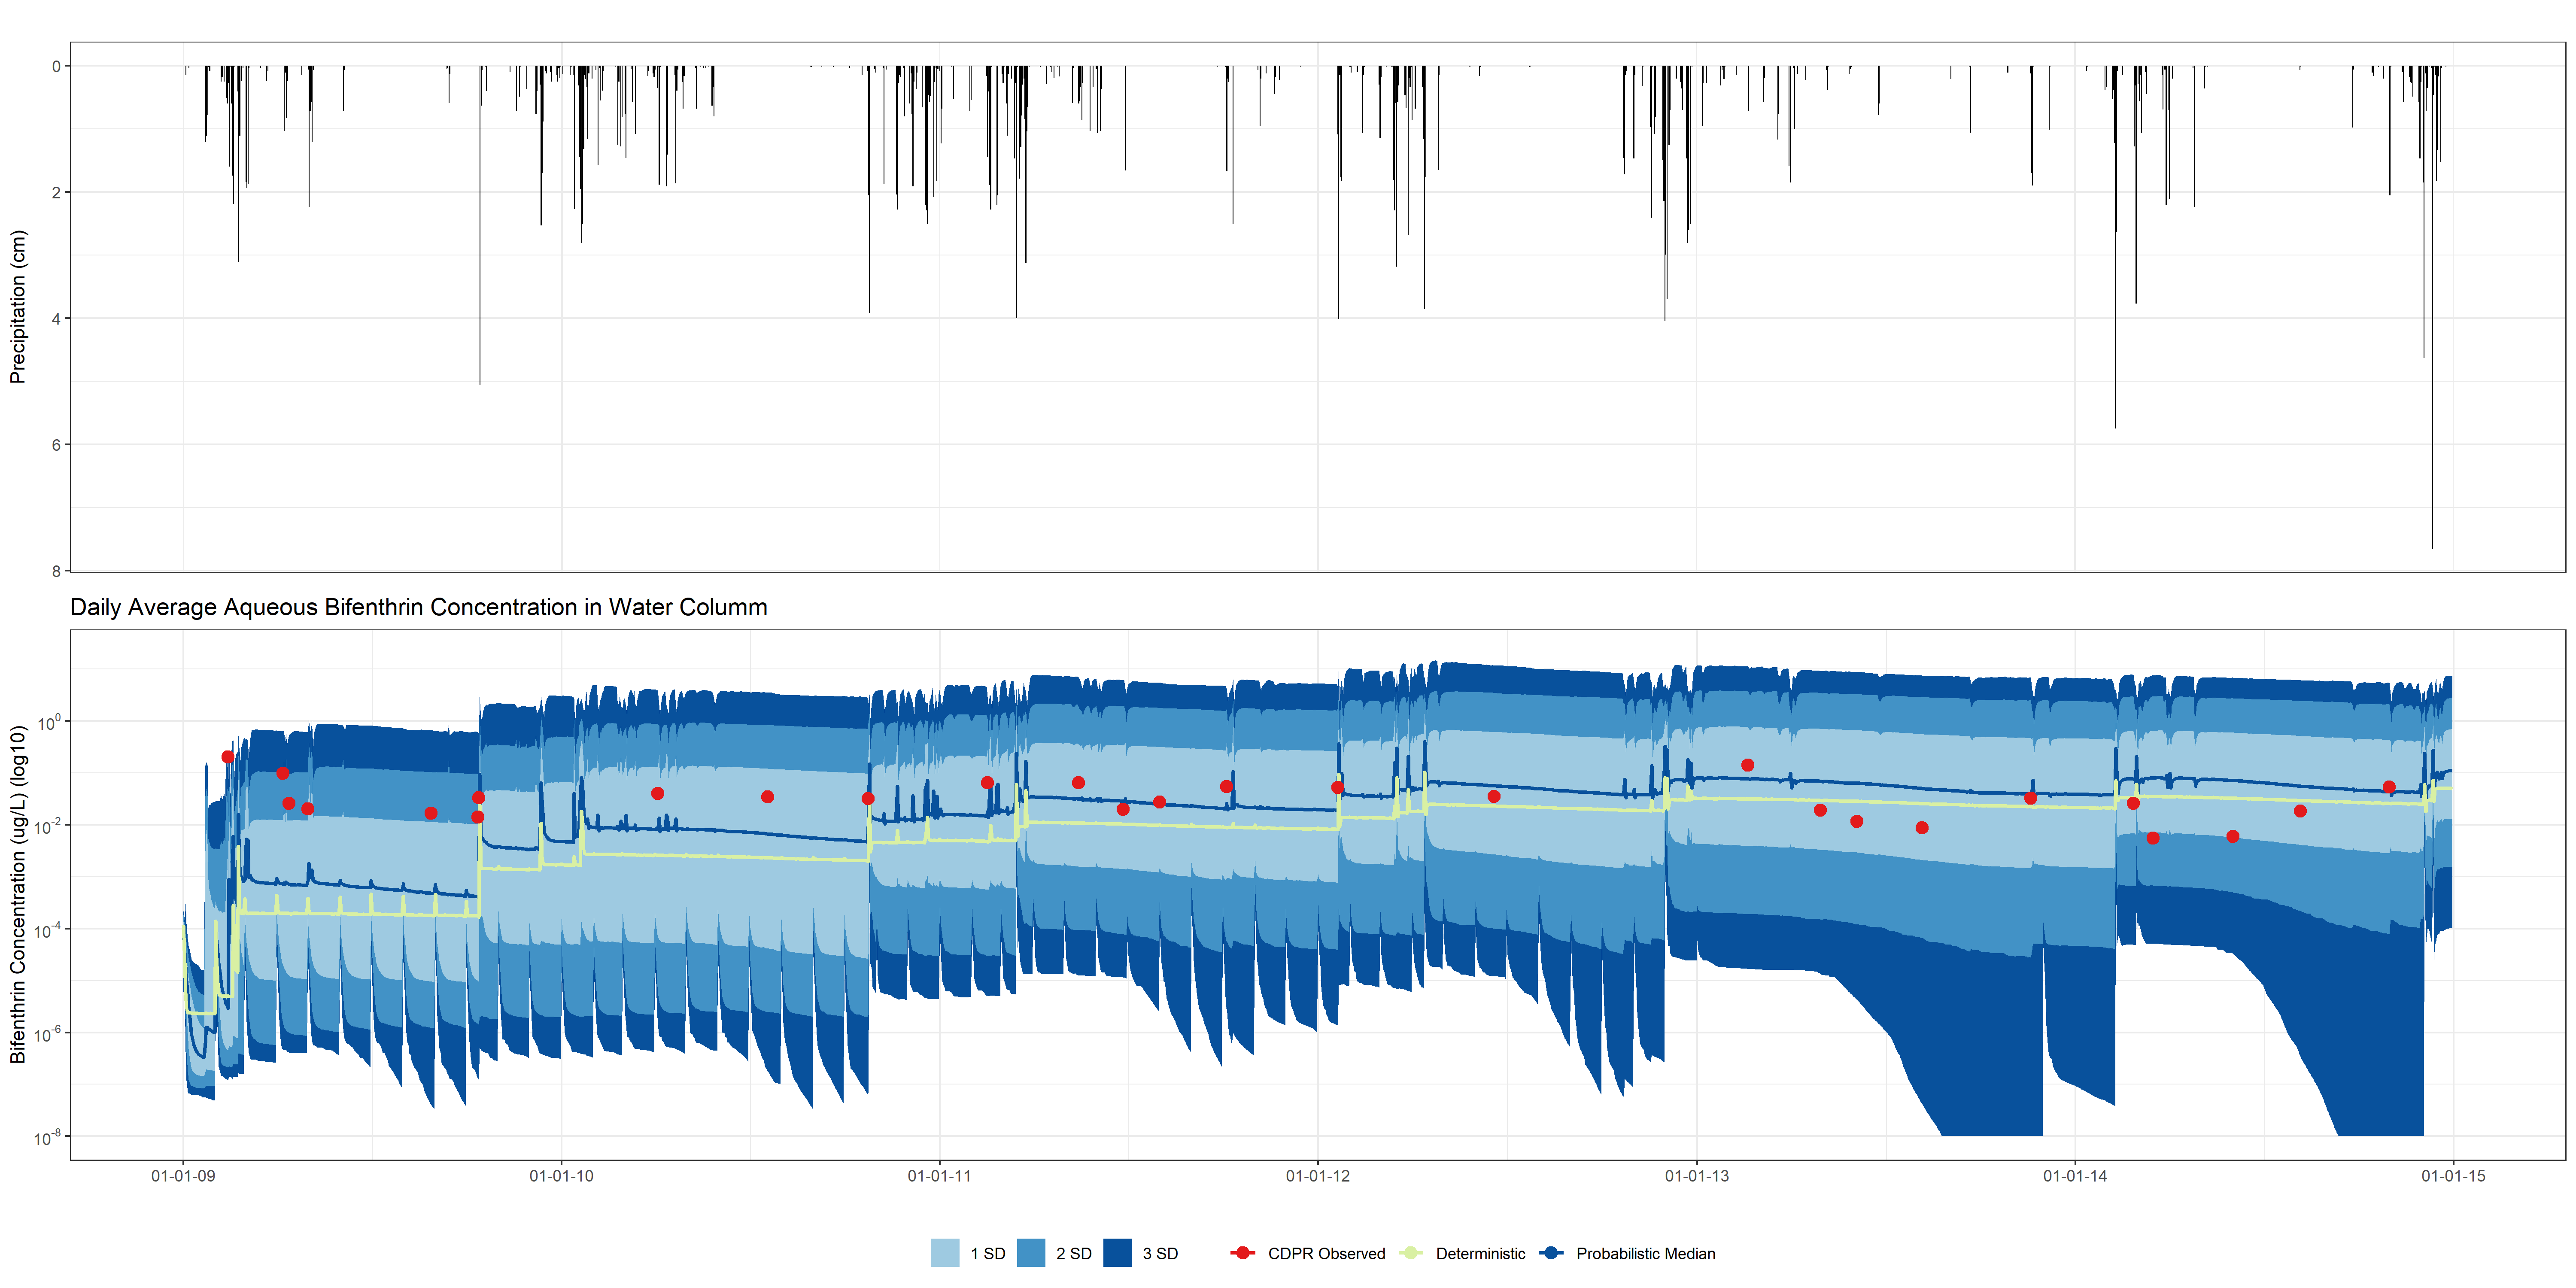 0
2
4
6
8
Precipitation (cm)
Daily Average Aqueous Bifenthrin Concentration in Water Columm
10^0
10^-2
10^-4
10^-6
10^-8
Bifenthrin Concentration (ug/L) (log10)
01-01-09 01-01-10 01-01-11 01-01-12 01-01-13 01-01-14 01-01-15
1 SD 2 SD 3 SD CDPR Observed Deterministic Probabilistic Median